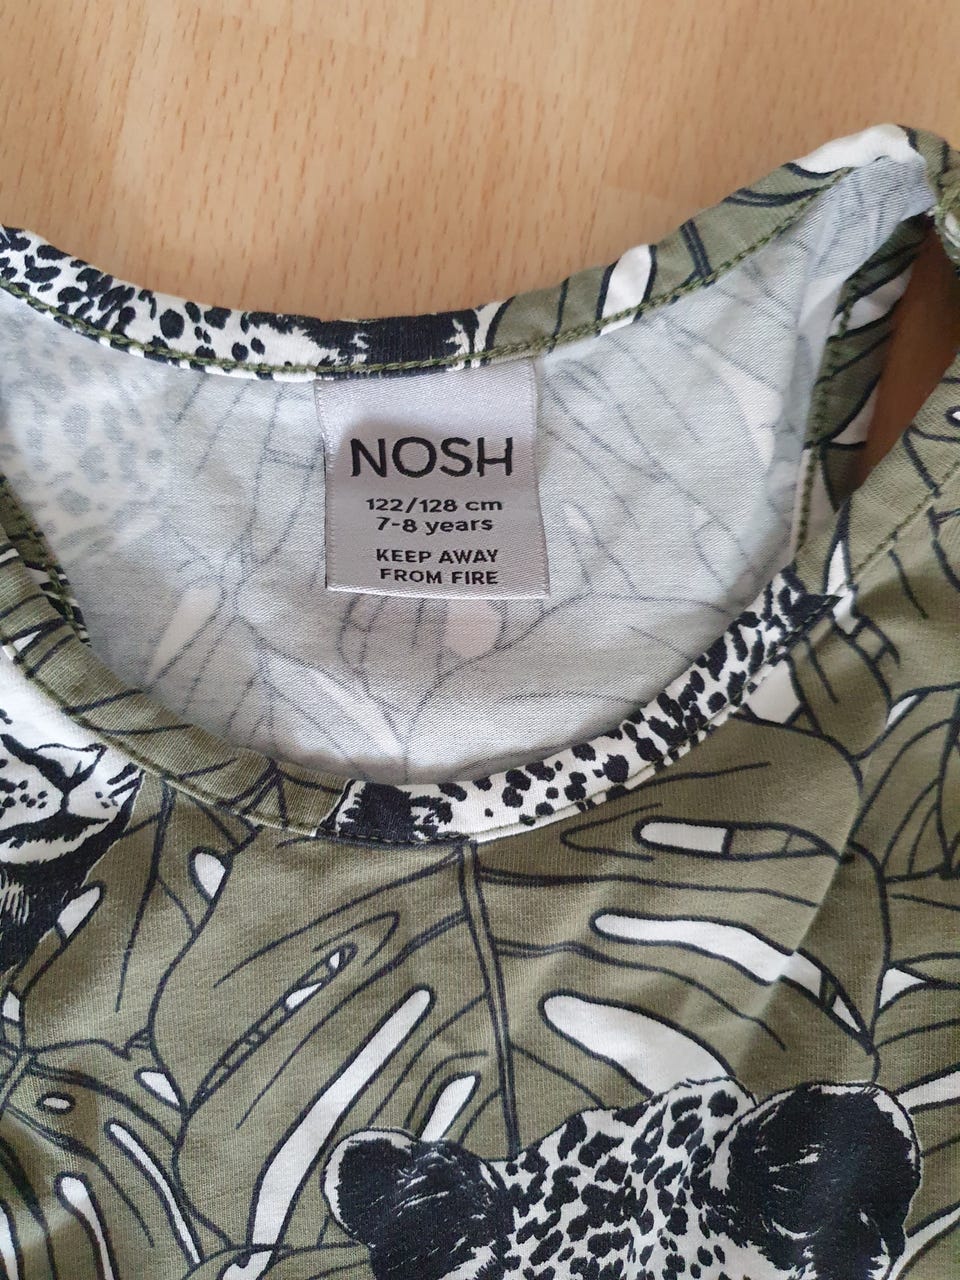 NOSH
122/128 cm
7-8 years
KEEP AWAY
FROM FIRE